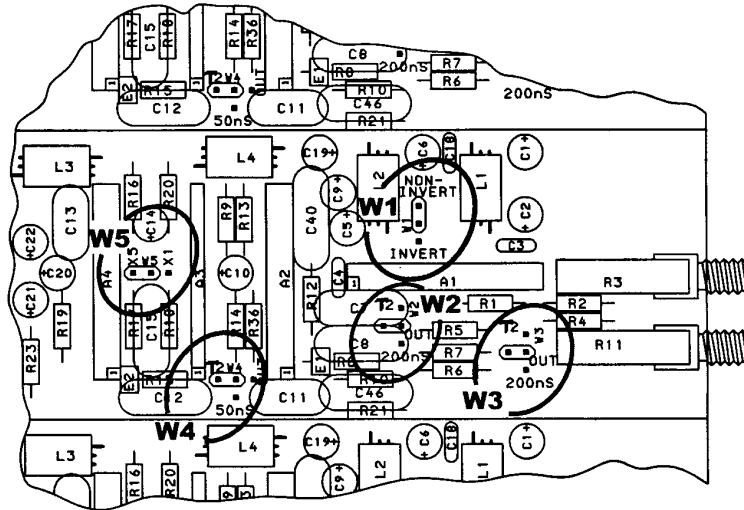 R17
C15
R18
R14
R36
C8
R8
200nS
R7
R6
200nS
E2
R15
C12
T2
W4
OUT
50nS
C11
E1
R10
C46
R21
L3
L4
C19+
L2
C6
C18
L1
C1+
C13
R16
R20
R9
R13
C40
C9+
C5+
NON-INVERT
W1
W1
INVERT
C2
C3
C22
C20
C21
W5
C14
X5
W5
X1
A4
A3
C10
A2
C4
R12
A1
R3
R1
R2
R4
R11
W2
T2
W2
OUT
C8
200nS
R5
R7
R6
T2
W3
OUT
200nS
W3
R19
R23
C15
R14
R36
E2
T2
W4
50nS
W4
C11
E1
R10
C46
R21
L3
L4
C19+
C6
C18
C1+
L2
L1
R16
R20
C9+